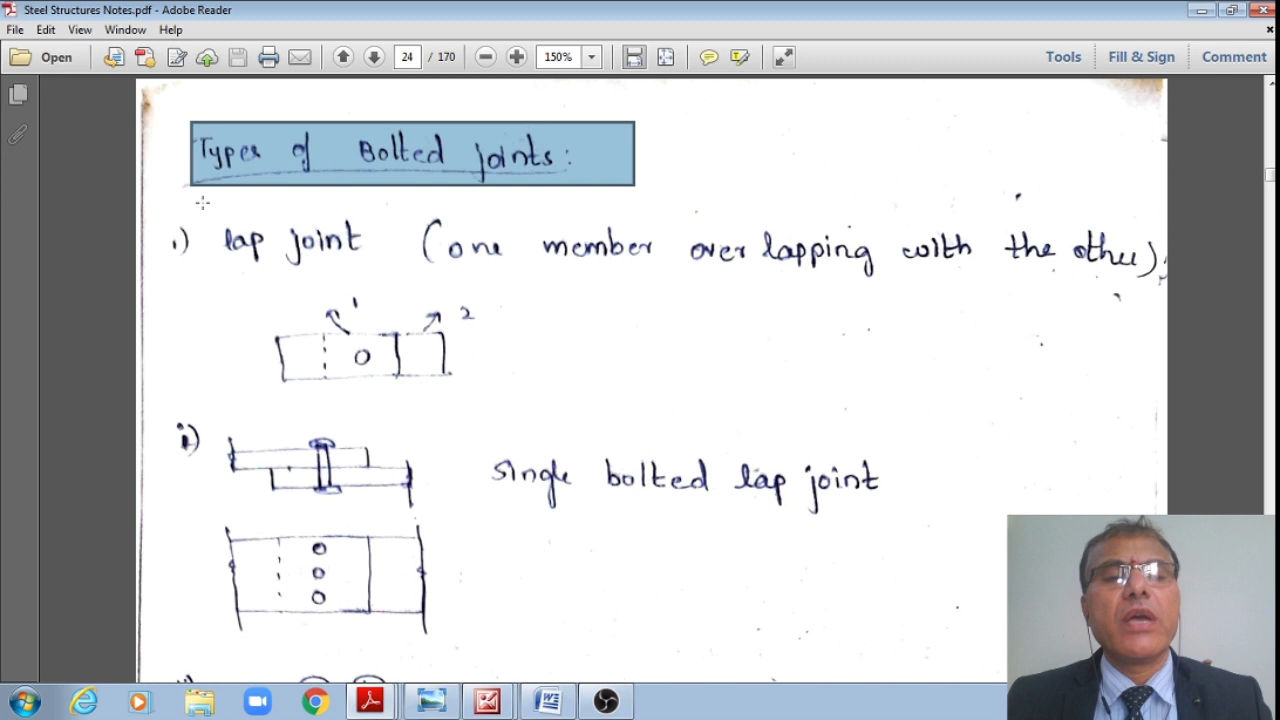 Steel Structures Notes.pdf - Adobe Reader
File Edit View Window Help
Open 24 / 170 150% Tools Fill & Sign Comment
Types of Bolted joints:
i) lap joint (one member over lapping with the other).
1 2
ii) single bolted lap joint